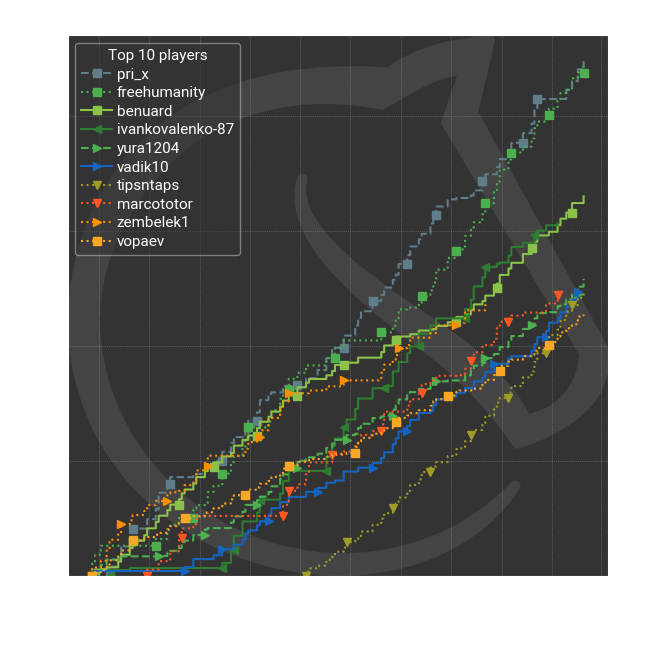 Top 10 players
pri_x
freehumanity
benuard
ivankovalenko-87
yura1204
vadik10
tipsntaps
marcototor
zembelek1
vopaev